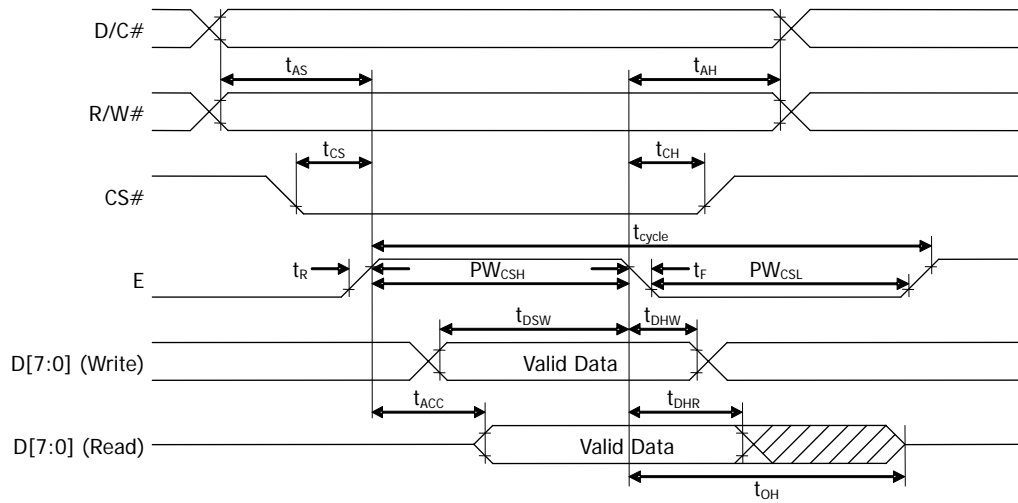 D/C#
tAS
tAH
R/W#
tCS
tCH
CS#
tcycle
tR
PWCSH
tF
PWCSL
E
tDSW
tDHW
D[7:0] (Write)
Valid Data
tACC
tDHR
D[7:0] (Read)
Valid Data
tOH